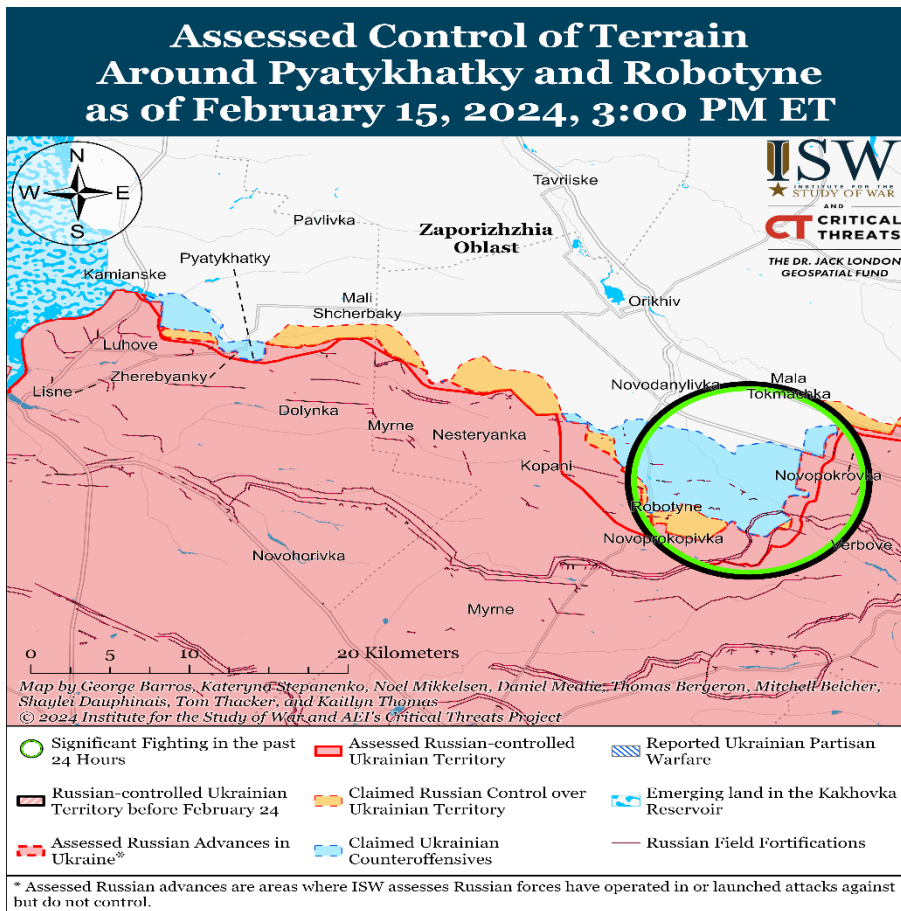 Assessed Control of Terrain
Around Pyatykhatky and Robotyne
as of February 15, 2024, 3:00 PM ET
N
W E
S
ISW
INSTITUTE FOR THE
STUDY OF WAR
AND
CT CRITICAL
THREATS
THE DR. JACK LONDON
GEOSPATIAL FUND
Tavriiske
Pavlivka
Zaporizhzhia
Oblast
Pyatykhatky
Kamianske
Mali
Shcherbaky
Orikhiv
Luhove
Zherebyanky
Lisne
Novodanylivka
Mala
Tokmachka
Dolynka
Myrne
Nesteryanka
Kopani
Novopokrovka
Robotyne
Novoprokopivka
Verbove
Novohorivka
Myrne
0 5 10 20 Kilometers
Map by George Barros, Kateryna Stepanenko, Noel Mikkelsen, Daniel Mealie, Thomas Bergeron, Mitchell Belcher,
Shaylei Dauphinais, Tom Thacker, and Kaitlyn Thomas
© 2024 Institute for the Study of War and AEI's Critical Threats Project
Significant Fighting in the past
24 Hours
Russian-controlled Ukrainian
Territory before February 24
Assessed Russian Advances in
Ukraine*
Assessed Russian-controlled
Ukrainian Territory
Claimed Russian Control over
Ukrainian Territory
Claimed Ukrainian
Counteroffensives
Reported Ukrainian Partisan
Warfare
Emerging land in the Kakhovka
Reservoir
Russian Field Fortifications
* Assessed Russian advances are areas where ISW assesses Russian forces have operated in or launched attacks against
but do not control.